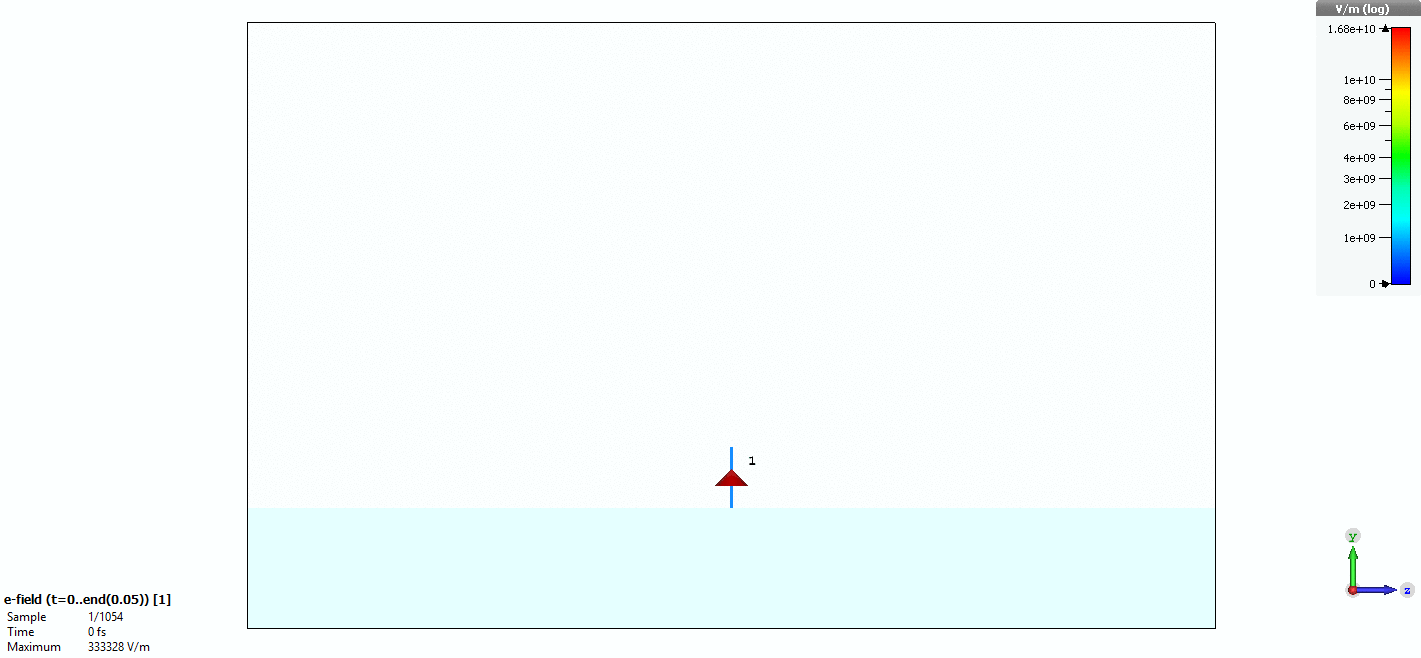 V/m (log)
1.68e+10
1e+10
8e+09
6e+09
4e+09
3e+09
2e+09
1e+09
0
1
y
z
e-field (t=0..end(0.05)) [1]
Sample 1/1054
Time 0 fs
Maximum 333328 V/m